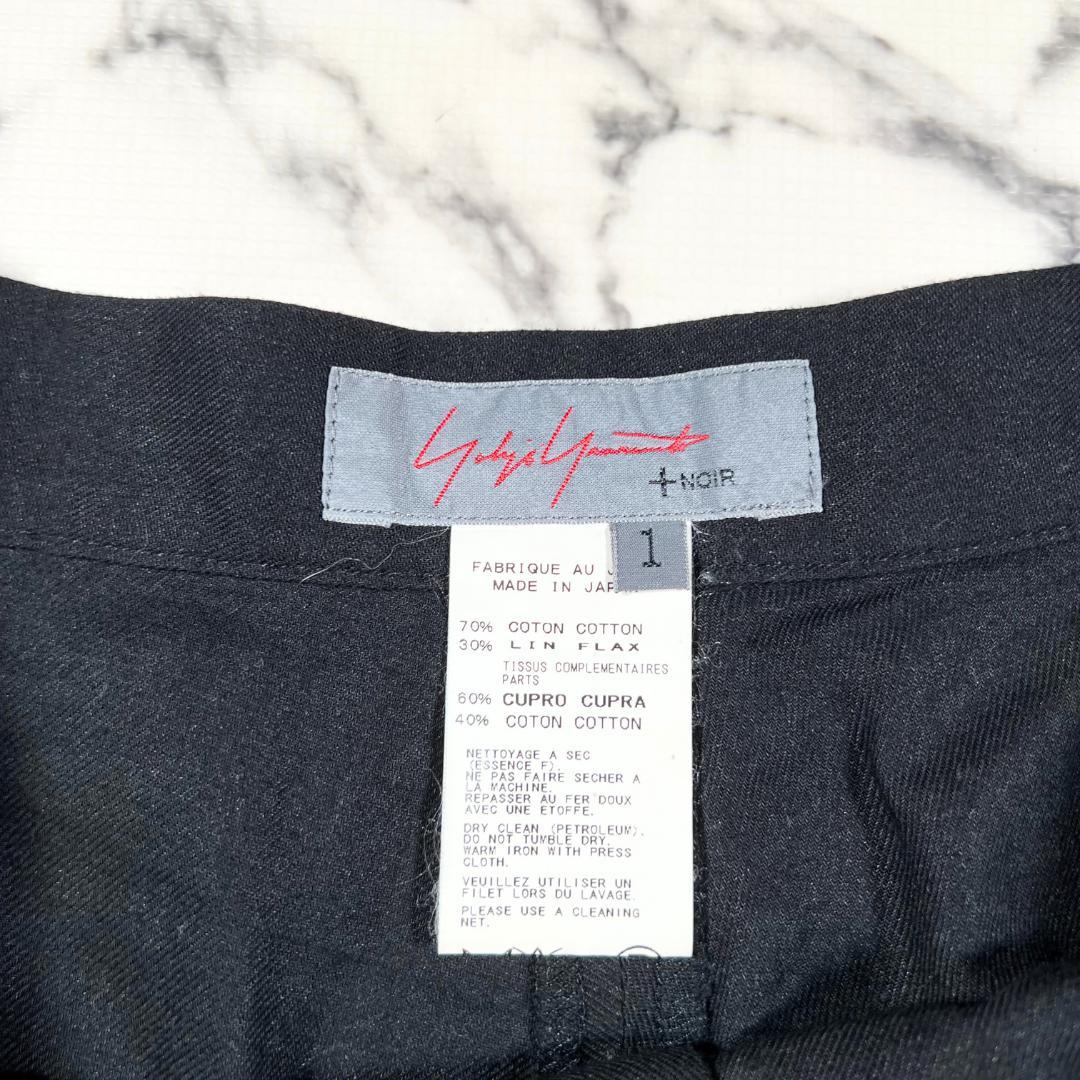 Yohji Yamamoto
+NOIR
1
FABRIQUE AU J
MADE IN JAP
70% COTON COTTON
30% LIN FLAX
TISSUS COMPLEMENTAIRES
PARTS
60% CUPRO CUPRA
40% COTON COTTON
NETTOYAGE A SEC
(ESSENCE F).
NE PAS FAIRE SECHER A
LA MACHINE.
REPASSER AU FER DOUX
AVEC UNE ETOFFE.
DRY CLEAN (PETROLEUM).
DO NOT TUMBLE DRY.
WARM IRON WITH PRESS
CLOTH.
VEUILLEZ UTILISER UN
FILET LORS DU LAVAGE.
PLEASE USE A CLEANING
NET.